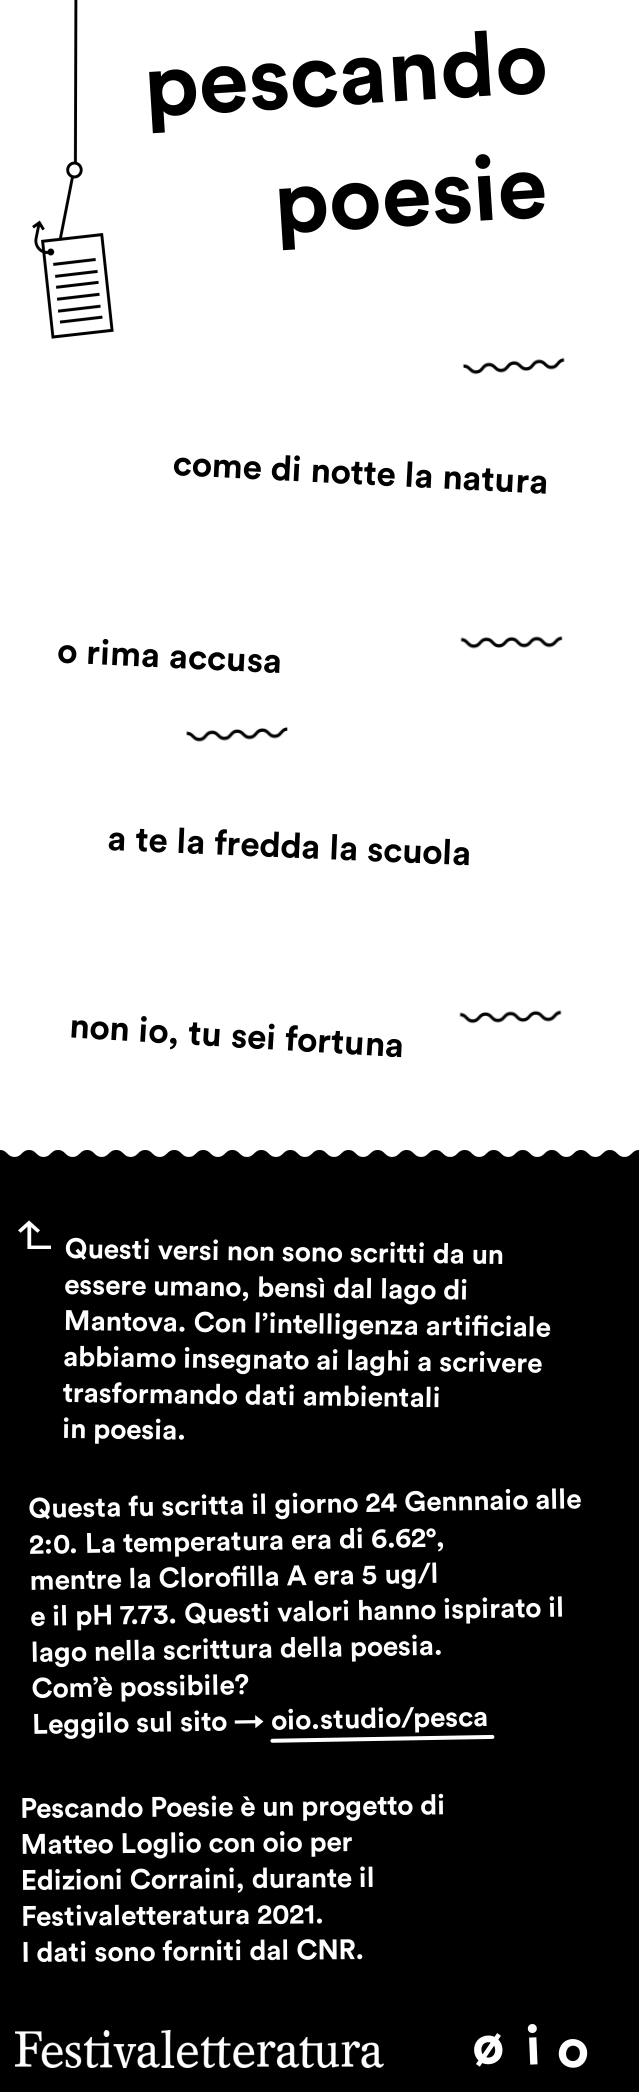 pescando
poesie
come di notte la natura
o rima accusa
a te la fredda la scuola
non io, tu sei fortuna
Questi versi non sono scritti da un
essere umano, bensì dal lago di
Mantova. Con l’intelligenza artificiale
abbiamo insegnato ai laghi a scrivere
trasformando dati ambientali
in poesia.
Questa fu scritta il giorno 24 Gennnaio alle
2:0. La temperatura era di 6.62°,
mentre la Clorofilla A era 5 ug/l
e il pH 7.73. Questi valori hanno ispirato il
lago nella scrittura della poesia.
Com’è possibile?
Leggilo sul sito → oio.studio/pesca
Pescando Poesie è un progetto di
Matteo Loglio con oio per
Edizioni Corraini, durante il
Festivaletteratura 2021.
I dati sono forniti dal CNR.
Festivaletteratura øio